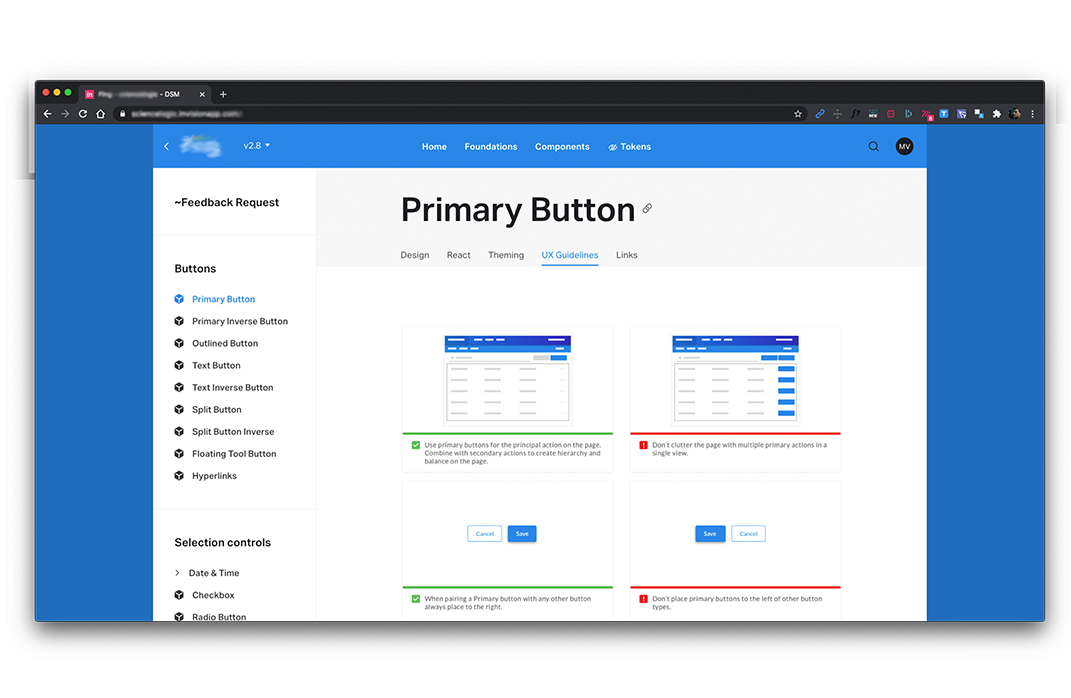 - DSM
v2.8
Home
Foundations
Components
Tokens
MV
~Feedback Request
Buttons
Primary Button
Primary Inverse Button
Outlined Button
Text Button
Text Inverse Button
Split Button
Split Button Inverse
Floating Tool Button
Hyperlinks
Selection controls
Date & Time
Checkbox
Radio Button
Primary Button
Design
React
Theming
UX Guidelines
Links
Use primary buttons for the principal action on the page.
Combine with secondary actions to create hierarchy and
balance on the page.
Don't clutter the page with multiple primary actions in a
single view.
Cancel
Save
Save
Cancel
When pairing a Primary button with any other button
always place to the right.
Don't place primary buttons to the left of other button
types.